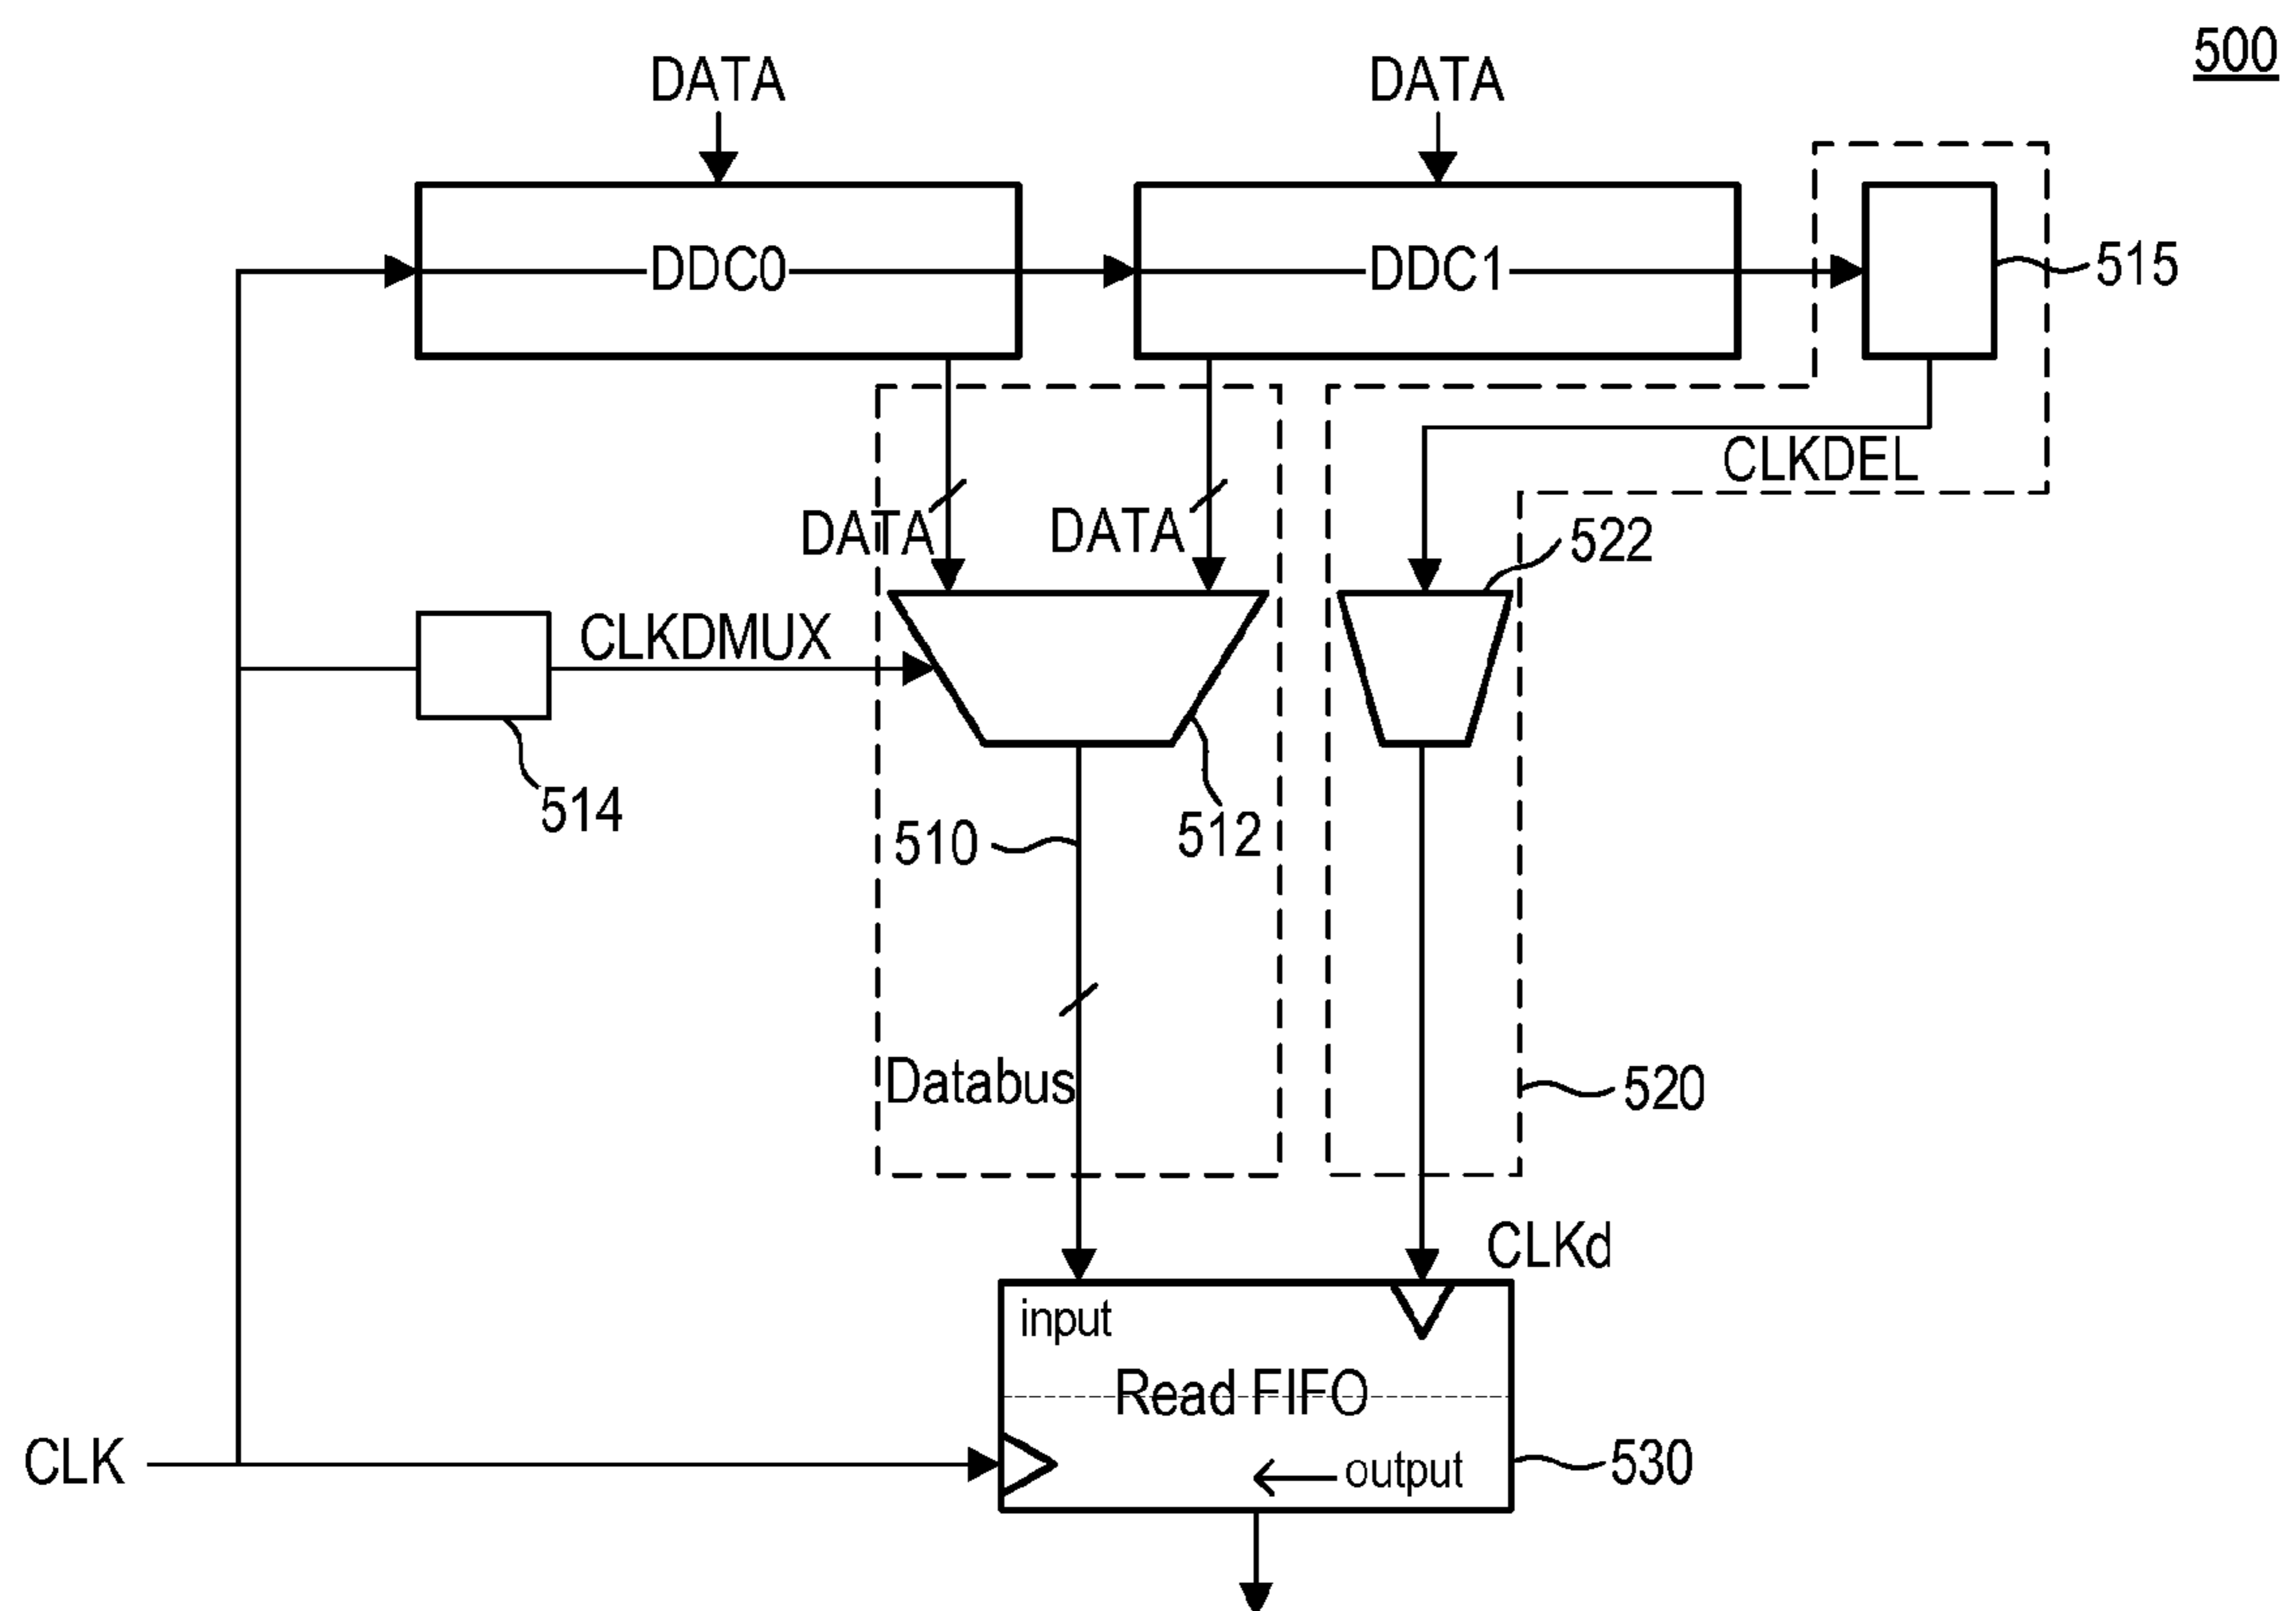 500
DATA
DATA
DDC0
DDC1
515
CLKDEL
DATA
DATA
522
CLKDMUX
514
510
512
Databus
520
CLKd
input
Read FIFO
CLK
output
530